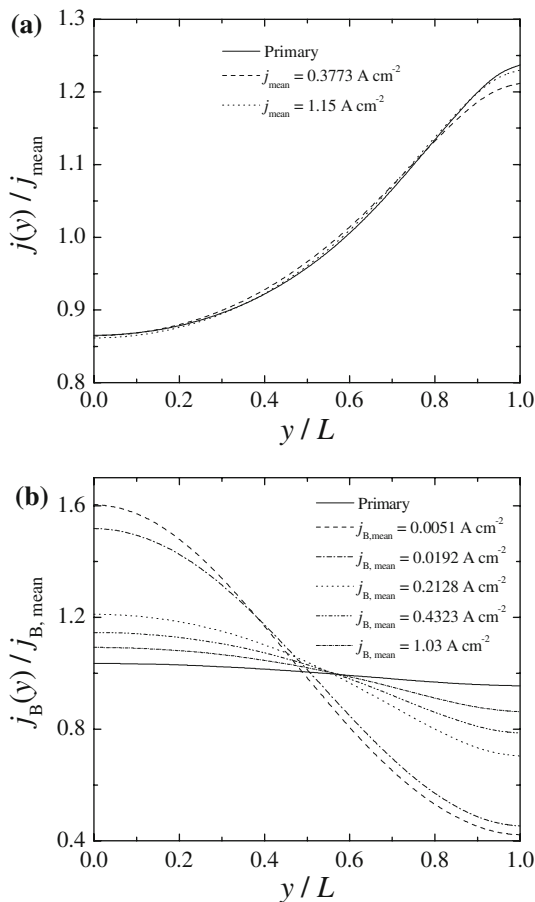 (a)
1.3
1.2
1.1
1.0
0.9
0.8
j(y) / j_mean
Primary
j_mean = 0.3773 A cm⁻²
j_mean = 1.15 A cm⁻²
0.0 0.2 0.4 0.6 0.8 1.0
y / L
(b)
1.6
1.2
0.8
0.4
j_B(y) / j_B, mean
Primary
j_B,mean = 0.0051 A cm⁻²
j_B, mean = 0.0192 A cm⁻²
j_B, mean = 0.2128 A cm⁻²
j_B, mean = 0.4323 A cm⁻²
j_B, mean = 1.03 A cm⁻²
0.0 0.2 0.4 0.6 0.8 1.0
y / L